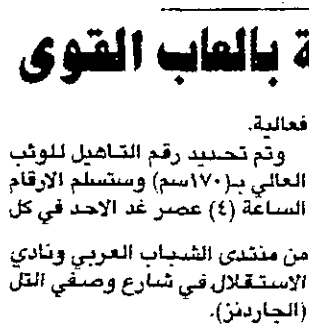 ة بالعاب القوى
فعالية.
وتم تحديد رقم التاهيل للوثب
العالي بـ(١٧٠سم) وستسلم الارقام
الساعة (٤) عصر غد الاحد في كل
من منتدى الشباب العربي ونادي
الاستقلال في شارع وصفي التل
(الجاردنز).